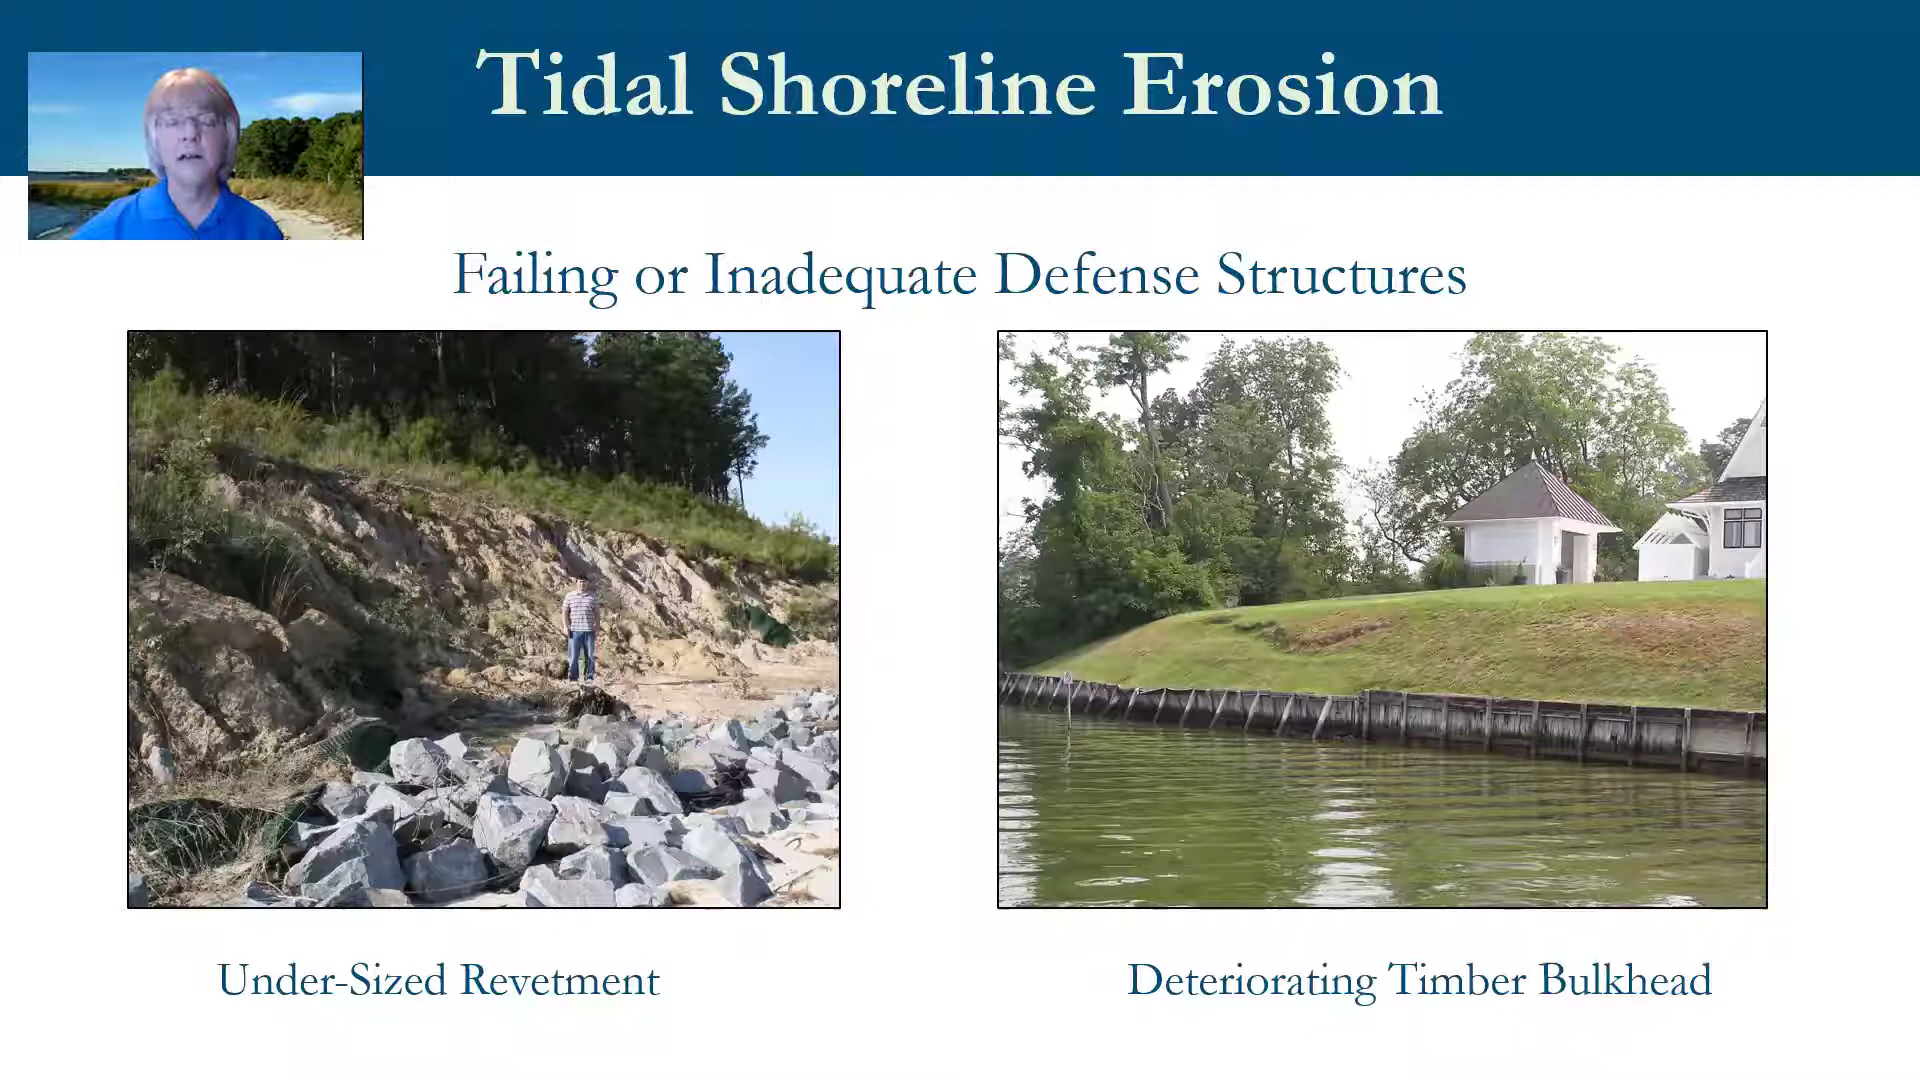 Tidal Shoreline Erosion
Failing or Inadequate Defense Structures
Under-Sized Revetment
Deteriorating Timber Bulkhead